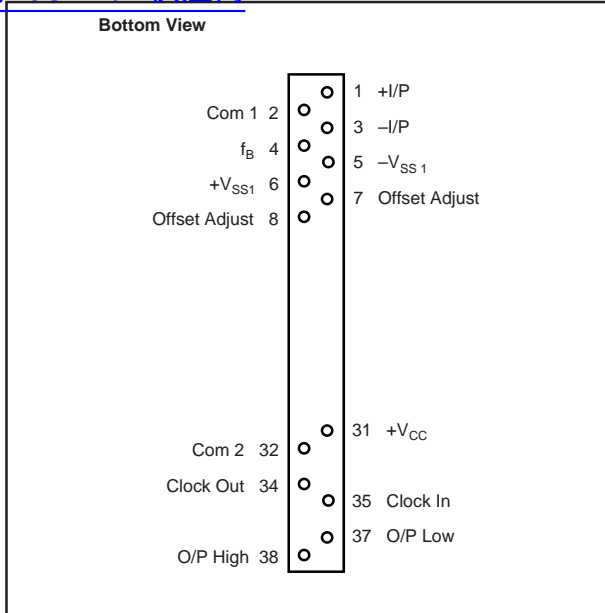 Bottom View
1 +I/P
Com 1 2
3 –I/P
f_B 4
5 –V_SS 1
+V_SS1 6
7 Offset Adjust
Offset Adjust 8
31 +V_CC
Com 2 32
Clock Out 34
35 Clock In
37 O/P Low
O/P High 38